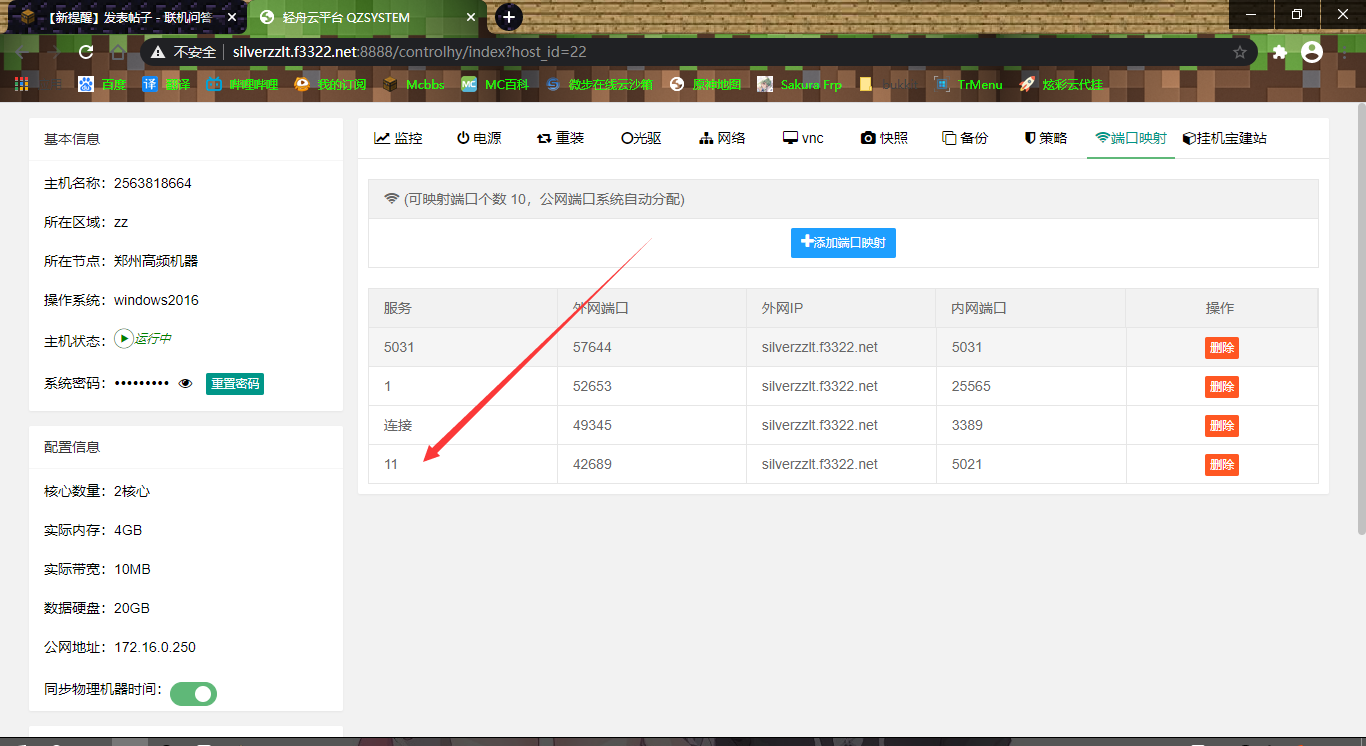 【新提醒】发表帖子 - 联机问答
轻舟云平台 QZSYSTEM
不安全 silverzzlt.f3322.net:8888/controlhy/index?host_id=22
百度 翻译 哔哩哔哩 我的订阅 Mcbbs MC百科 微步在线云沙箱 原神地图 Sakura Frp TrMenu 炫彩云代挂
基本信息
主机名称：2563818664
所在区域：zz
所在节点：郑州高频机器
操作系统：windows2016
主机状态：运行中
系统密码：••••••••• 重置密码
配置信息
核心数量：2核心
实际内存：4GB
实际带宽：10MB
数据硬盘：20GB
公网地址：172.16.0.250
同步物理机器时间：
监控 电源 重装 光驱 网络 vnc 快照 备份 策略 端口映射 挂机宝建站
(可映射端口个数 10，公网端口系统自动分配)
添加端口映射
服务 外网端口 外网IP 内网端口 操作
5031 57644 silverzzlt.f3322.net 5031 删除
1 52653 silverzzlt.f3322.net 25565 删除
连接 49345 silverzzlt.f3322.net 3389 删除
11 42689 silverzzlt.f3322.net 5021 删除